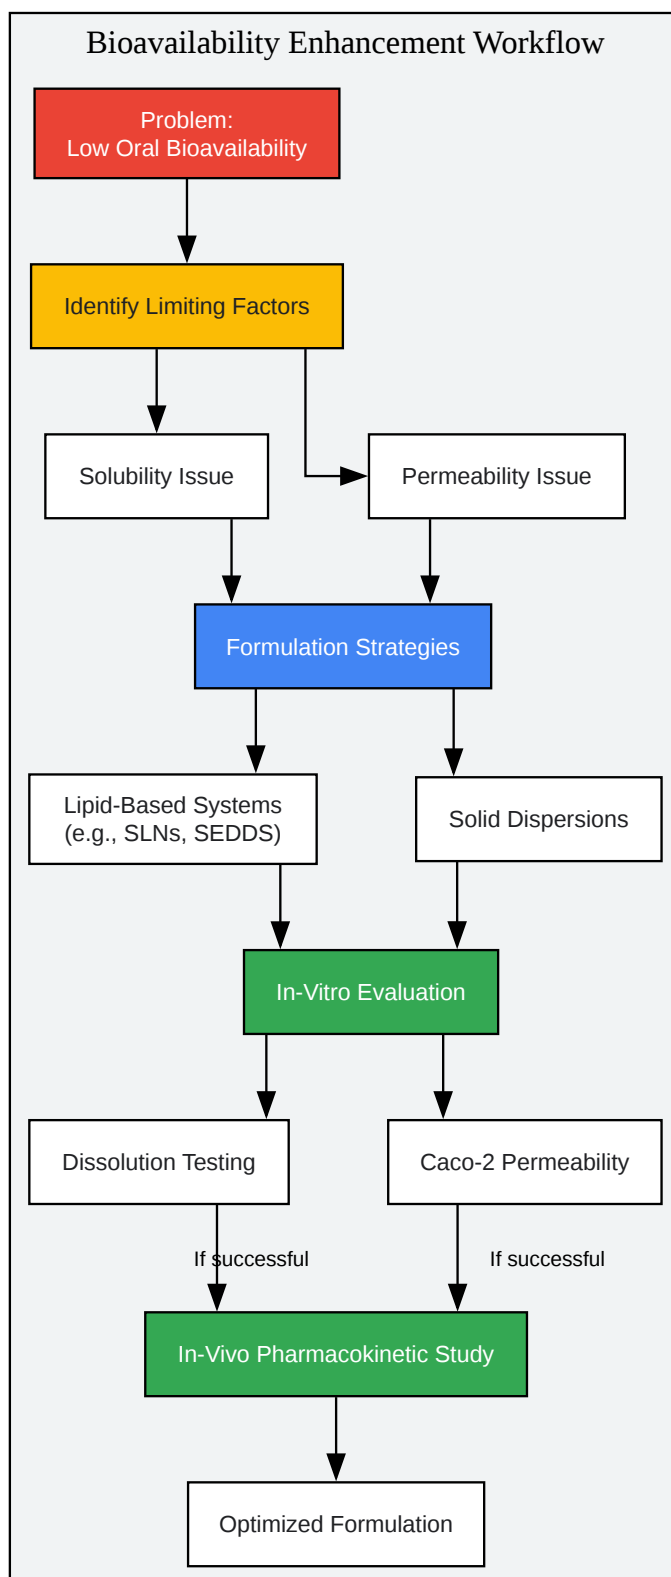 Bioavailability Enhancement Workflow
Problem:
Low Oral Bioavailability
Identify Limiting Factors
Solubility Issue
Permeability Issue
Formulation Strategies
Lipid-Based Systems
(e.g., SLNs, SEDDS)
Solid Dispersions
In-Vitro Evaluation
Dissolution Testing
Caco-2 Permeability
If successful
If successful
In-Vivo Pharmacokinetic Study
Optimized Formulation